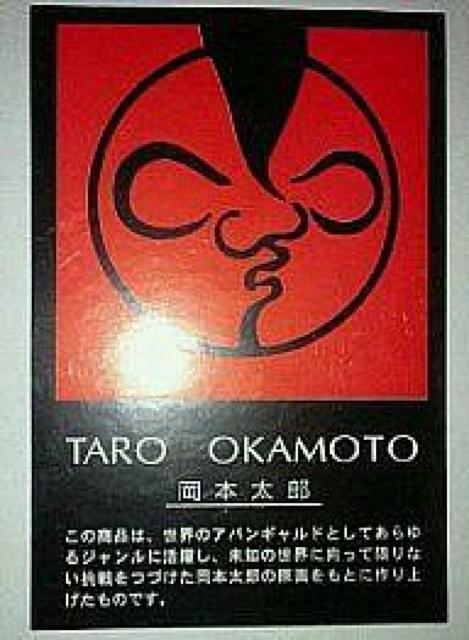 TARO OKAMOTO
岡本太郎
この商品は、世界のアバンギャルドとしてあらゆ
るジャンルに活躍し、未知の世界に向って限りな
い挑戦をつづけた岡本太郎の原画をもとに作り上
げたものです。